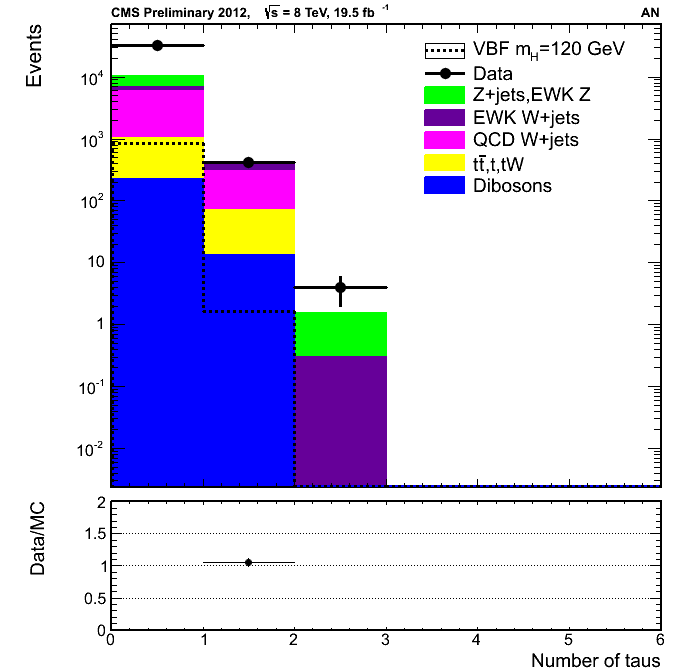 CMS Preliminary 2012, √s = 8 TeV, 19.5 fb⁻¹ AN
Events
VBF m_H=120 GeV
Data
Z+jets,EWK Z
EWK W+jets
QCD W+jets
tt̄,t,tW
Dibosons
10⁴
10³
10²
10
1
10⁻¹
10⁻²
Data/MC
2
1.5
1
0.5
0
0 1 2 3 4 5 6
Number of taus